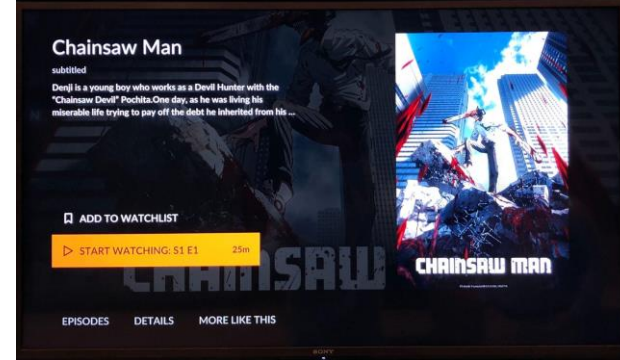 Chainsaw Man
subtitled
Denji is a young boy who works as a Devil Hunter with the
"Chainsaw Devil" Pochita.One day, as he was living his
miserable life trying to pay off the debt he inherited from his ...
ADD TO WATCHLIST
START WATCHING: S1 E1 25m
CHAINSAW
CHAINSAW MAN
EPISODES DETAILS MORE LIKE THIS
SONY